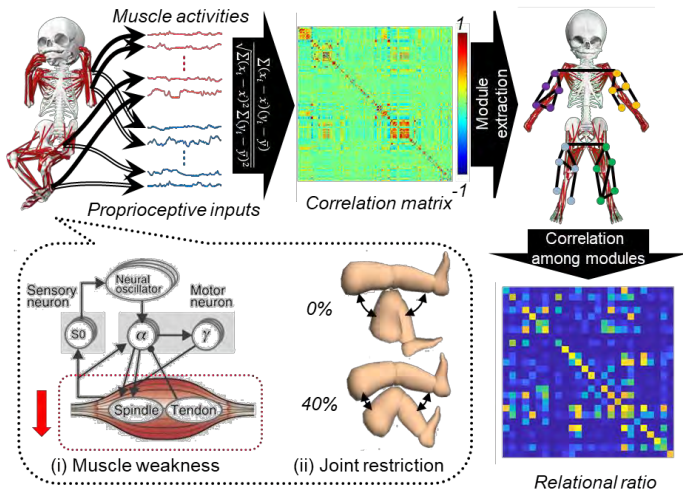 Muscle activities
Proprioceptive inputs
Σ(xᵢ − x)(yᵢ − y)
√Σ(xᵢ − x)²Σ(yᵢ − y)²
1
-1
Correlation matrix
Module
extraction
Correlation
among modules
Relational ratio
Sensory
neuron
Neural
oscillator
Motor
neuron
S0
α
γ
Spindle
Tendon
(i) Muscle weakness
0%
40%
(ii) Joint restriction